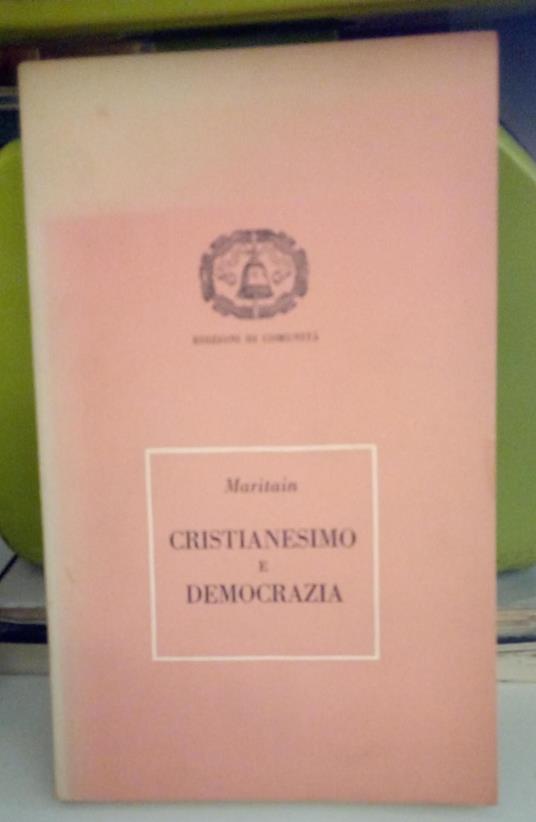 EDIZIONI DI COMUNITÀ
Maritain
CRISTIANESIMO
E
DEMOCRAZIA